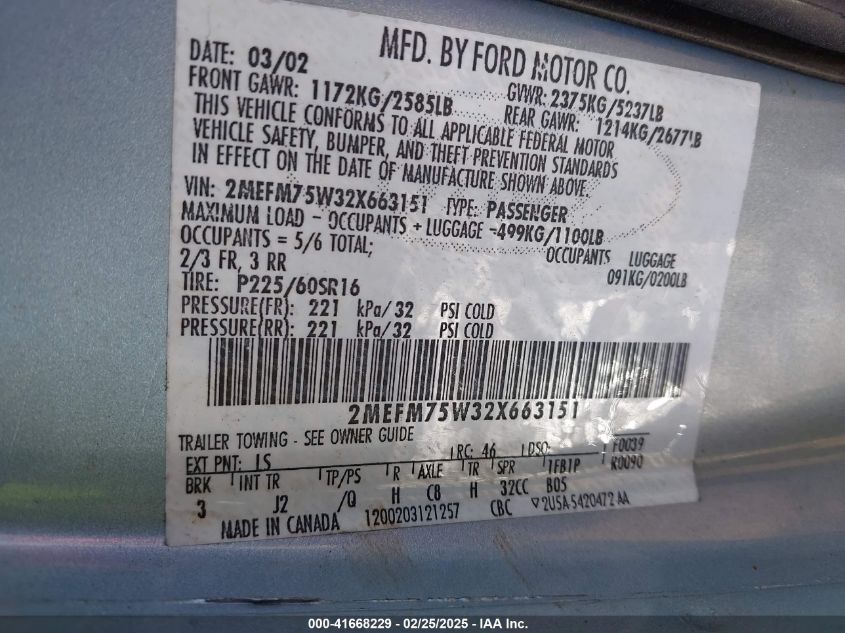 MFD. BY FORD MOTOR CO.
DATE: 03/02 GVWR: 2375KG/5237LB
FRONT GAWR: 1172KG/2585LB REAR GAWR: 1214KG/2677LB
THIS VEHICLE CONFORMS TO ALL APPLICABLE FEDERAL MOTOR
VEHICLE SAFETY, BUMPER, AND THEFT PREVENTION STANDARDS
IN EFFECT ON THE DATE OF MANUFACTURE SHOWN ABOVE.
VIN: 2MEFM75W32X663151 TYPE: PASSENGER
MAXIMUM LOAD - OCCUPANTS + LUGGAGE =499KG/1100LB
OCCUPANTS = 5/6 TOTAL; OCCUPANTS LUGGAGE
2/3 FR, 3 RR 091KG/0200LB
TIRE: P225/60SR16
PRESSURE(FR): 221 kPa/32 PSI COLD
PRESSURE(RR): 221 kPa/32 PSI COLD
2MEFM75W32X663151
TRAILER TOWING - SEE OWNER GUIDE
EXT PNT: LS RC: 46 DSO: F0039
BRK INT TR TP/PS R AXLE TR SPR TFB1P R0090
3 J2 /Q H C8 H 32CC B05
MADE IN CANADA 1200203121257 CBC ▽2U5A-5420472 AA
000-41668229 - 02/25/2025 - IAA Inc.